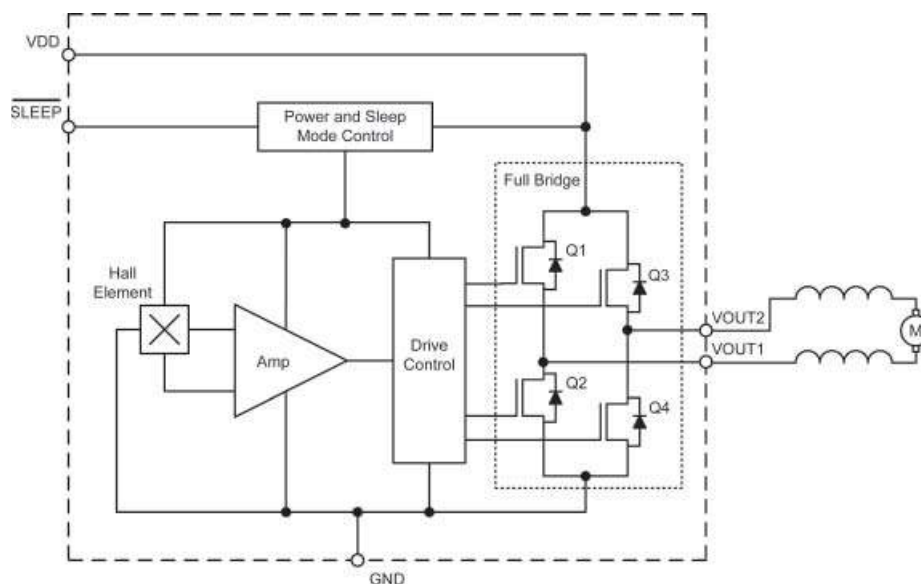 VDD
SLEEP
Power and Sleep
Mode Control
Full Bridge
Q1
Q3
Hall
Element
VOUT2
M
VOUT1
Amp
Drive
Control
Q2
Q4
GND